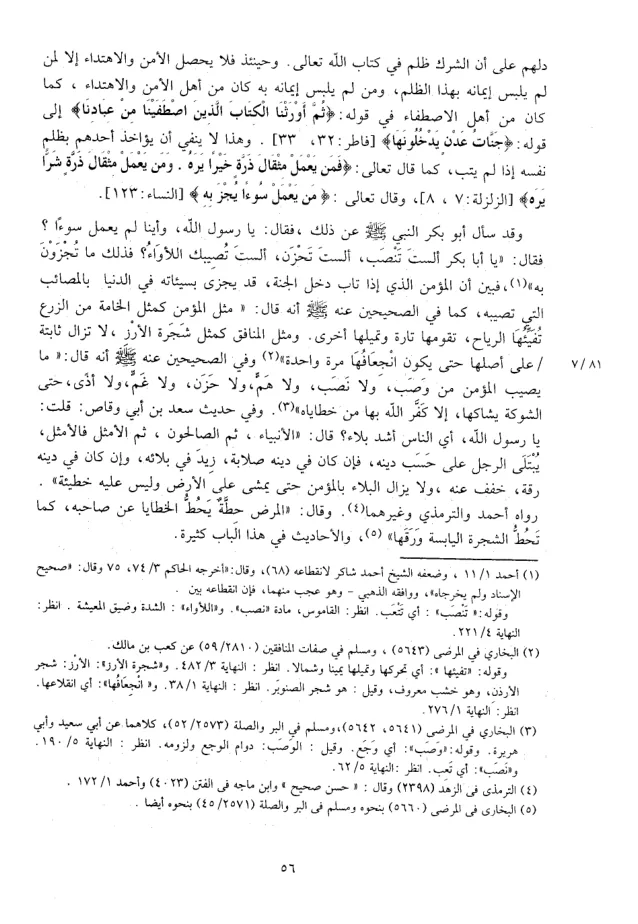 دلهم على أن الشرك ظلم في كتاب الله تعالى. وحينئذ فلا يحصل الأمن والاهتداء إلا لمن
لم يلبس إيمانه بهذا الظلم، ومن لم يلبس إيمانه به كان من أهل الأمن والاهتداء ، كما
كان من أهل الاصطفاء في قوله: ﴿ثُمَّ أَوْرَثْنَا الْكِتَابَ الَّذِينَ اصْطَفَيْنَا مِنْ عِبَادِنَا﴾ إلى
قوله: ﴿جَنَّاتُ عَدْنٍ يَدْخُلُونَهَا﴾ [فاطر:٣٢، ٣٣] . وهذا لا ينفي أن يؤاخذ أحدهم بظلم
نفسه إذا لم يتب، كما قال تعالى: ﴿فَمَن يَعْمَلْ مِثْقَالَ ذَرَّةٍ خَيْرًا يَرَهُ . وَمَن يَعْمَلْ مِثْقَالَ ذَرَّةٍ شَرًّا
يَرَهُ﴾ [الزلزلة:٧ ، ٨]، وقال تعالى :﴿ مَن يَعْمَلْ سُوءًا يُجْزَ بِهِ ﴾ [النساء:١٢٣].
وقد سأل أبو بكر النبي ﷺ عن ذلك ،فقال: يا رسول الله، وأينا لم يعمل سوءًا ؟
فقال: «يا أبا بكر ألستَ تَنْصَب، ألستَ تَحْزَن، ألستَ تُصيبك اللأوَاءُ؟ فذلك ما تُجْزَوْنَ
به»(١)،فبين أن المؤمن الذي إذا تاب دخل الجنة، قد يجزى بسيئاته في الدنيا بالمصائب
التي تصيبه، كما في الصحيحين عنه ﷺ أنه قال: « مثل المؤمن كمثل الخامة من الزرع
تُفَيِّئُهَا الرياح، تقومها تارة وتميلها أخرى. ومثل المنافق كمثل شَجَرَة الأرْزِ ،لا تزال ثابتة
٧/٨١ /على أصلها حتى يكون انْجِعَافُهَا مرة واحدة»(٢) وفي الصحيحين عنه ﷺ أنه قال:« ما
يصيب المؤمن من وَصَب، ولا نَصَب، ولا هَمٍّ،ولا حَزَن، ولا غَمٍّ،ولا أذًى،حتى
الشوكة يشاكها، إلا كَفَّر الله بها من خطاياه»(٣). وفي حديث سعد بن أبي وقاص: قلت:
يا رسول الله، أي الناس أشد بلاء؟ قال: «الأنبياء ، ثم الصالحون ، ثم الأمثل فالأمثل،
يُبْتَلَى الرجل على حَسَب دينه، فإن كان في دينه صلابة، زيدَ في بلائه، وإن كان في دينه
رقة، خفف عنه ،ولا يزال البلاء بالمؤمن حتى يمشى على الأرض وليس عليه خطيئة» .
رواه أحمد والترمذي وغيرهما(٤). وقال: «المرض حِطَّةٌ يَحُطُّ الخطايا عن صاحبه، كما
تَحُطُّ الشجرة اليابسة وَرَقَها» (٥)، والأحاديث في هذا الباب كثيرة.
(١) أحمد ١/ ١١ ، وضعفه الشيخ أحمد شاكر لانقطاعه (٦٨)، وقال:«أخرجه الحاكم ٣/ ٧٤، ٧٥ وقال: «صحيح
الإسناد ولم يخرجاه»، ووافقه الذهبي - وهو عجب منهما، فإن انقطاعه بين .
وقوله: « تَنْصَب» : أي تَتْعَب. انظر: القاموس، مادة «نصب». و«اللأواء» : الشدة وضيق المعيشة . انظر:
النهاية ٤/ ٢٢١.
(٢) البخاري في المرضى (٥٦٤٣) ، ومسلم في صفات المنافقين (٢٨١٠/ ٥٩) عن كعب بن مالك.
وقوله: «تفيئها »: أي تحركها وتميلها يمينا وشمالا. انظر : النهاية ٣/ ٤٨٢. و«شجرة الأرز»: الأرْز: شجر
الأرْذَن، وهو خشب معروف، وقيل : هو شجر الصنوبَر. انظر : النهاية ١/ ٣٨. و« انْجِعَافُها»: أي انقلاعها.
انظر: النهاية ١/ ٢٧٦.
(٣) البخاري في المرضى (٥٦٤١، ٥٦٤٢)،ومسلم في البر والصلة (٢٥٧٣/ ٥٢)، كلاهما عن أبي سعيد وأبي
هريرة. وقوله:«وَصَب»: أي وَجَع. وقيل : الوَصَب: دوام الوجع ولزومه. انظر : النهاية ٥/ ١٩٠.
و«نَصَب»: أي تَعب. انظر :النهاية ٥/ ٦٢.
(٤) الترمذي في الزهد (٢٣٩٨) وقال : « حسن صحيح » وابن ماجه في الفتن (٤٠٢٣) وأحمد ١/ ١٧٢ .
(٥) البخاري في المرضى (٥٦٦٠) بنحوه ومسلم في البر والصلة (٢٥٧١/ ٤٥) بنحوه أيضا .
٥٦